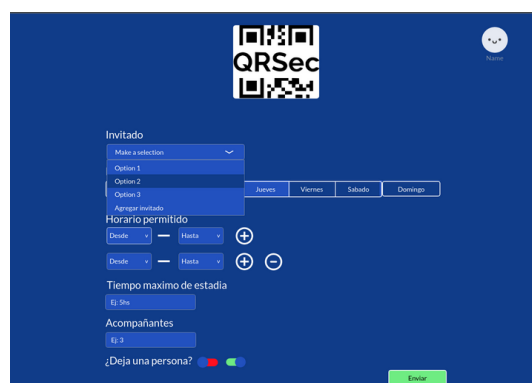 QRSec
Name
Invitado
Make a selection
Option 1
Option 2
Option 3
Agregar invitado
Jueves Viernes Sabado Domingo
Horario permitido
Desde v Hasta v
Desde v Hasta v
Tiempo maximo de estadia
Ej: 5hs
Acompañantes
Ej: 3
¿Deja una persona?
Enviar